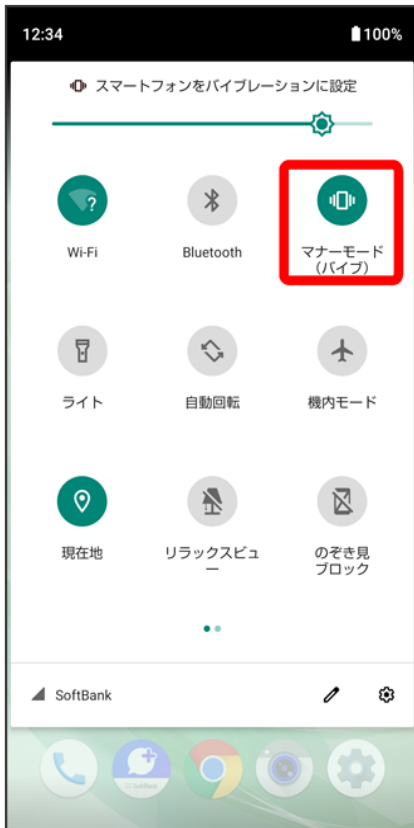 12:34 100%
スマートフォンをバイブレーションに設定
?
Wi-Fi Bluetooth マナーモード
（バイブ）
ライト 自動回転 機内モード
現在地 リラックスビュ のぞき見
ー ブロック
SoftBank